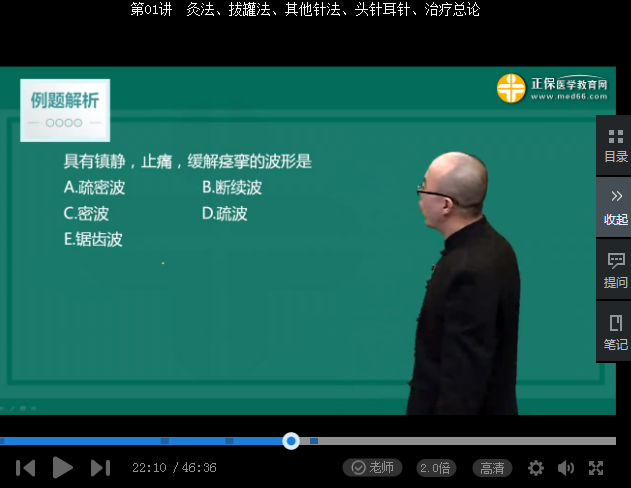 第01讲　灸法、拔罐法、其他针法、头针耳针、治疗总论
例题解析
正保医学教育网
www.med66.com
具有镇静，止痛，缓解痉挛的波形是
A.疏密波
B.断续波
C.密波
D.疏波
E.锯齿波
目录
收起
提问
笔记
22:10 / 46:36
老师
2.0倍
高清